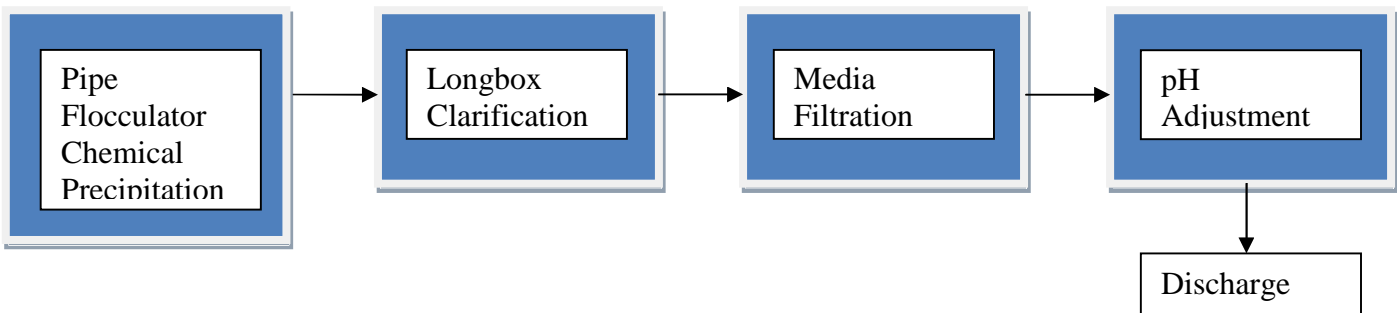 Pipe
Flocculator
Chemical
Precipitation
Longbox
Clarification
Media
Filtration
pH
Adjustment
Discharge